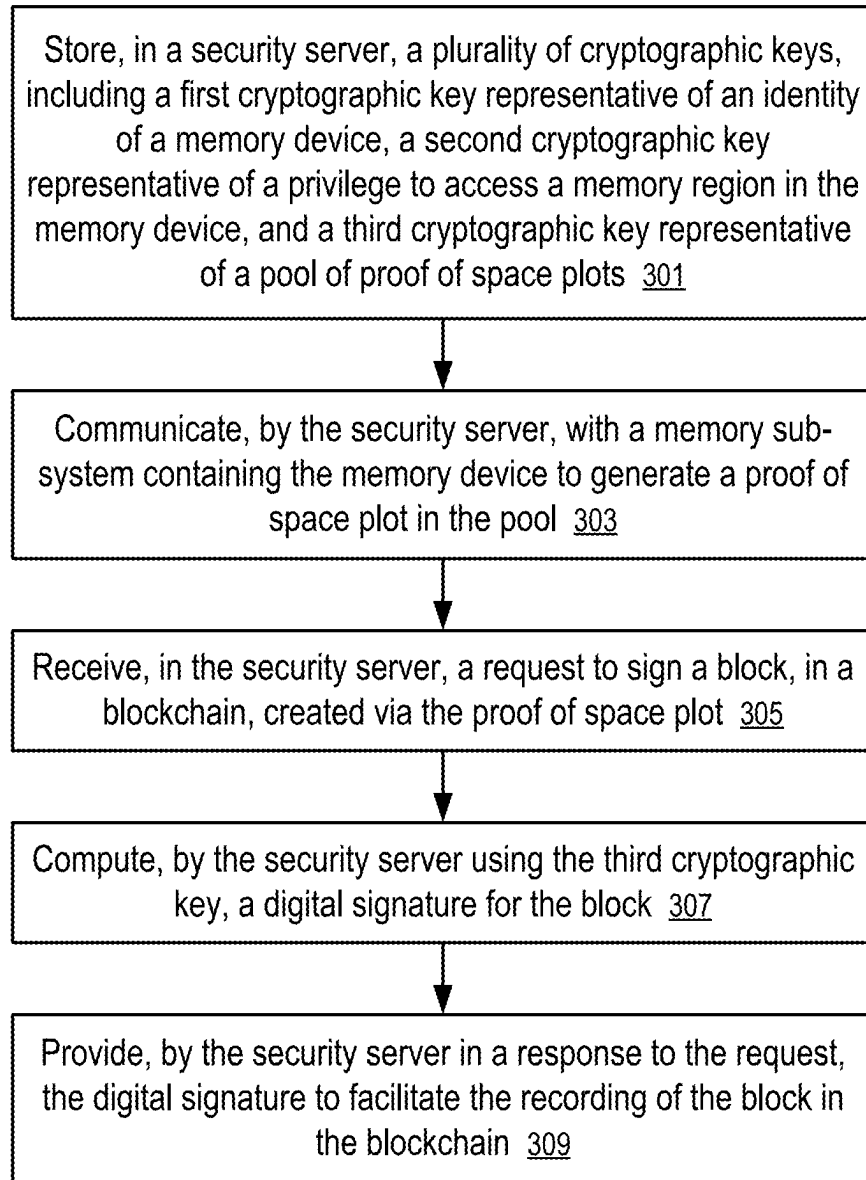 Store, in a security server, a plurality of cryptographic keys,
including a first cryptographic key representative of an identity
of a memory device, a second cryptographic key
representative of a privilege to access a memory region in the
memory device, and a third cryptographic key representative
of a pool of proof of space plots 301
Communicate, by the security server, with a memory sub-
system containing the memory device to generate a proof of
space plot in the pool 303
Receive, in the security server, a request to sign a block, in a
blockchain, created via the proof of space plot 305
Compute, by the security server using the third cryptographic
key, a digital signature for the block 307
Provide, by the security server in a response to the request,
the digital signature to facilitate the recording of the block in
the blockchain 309